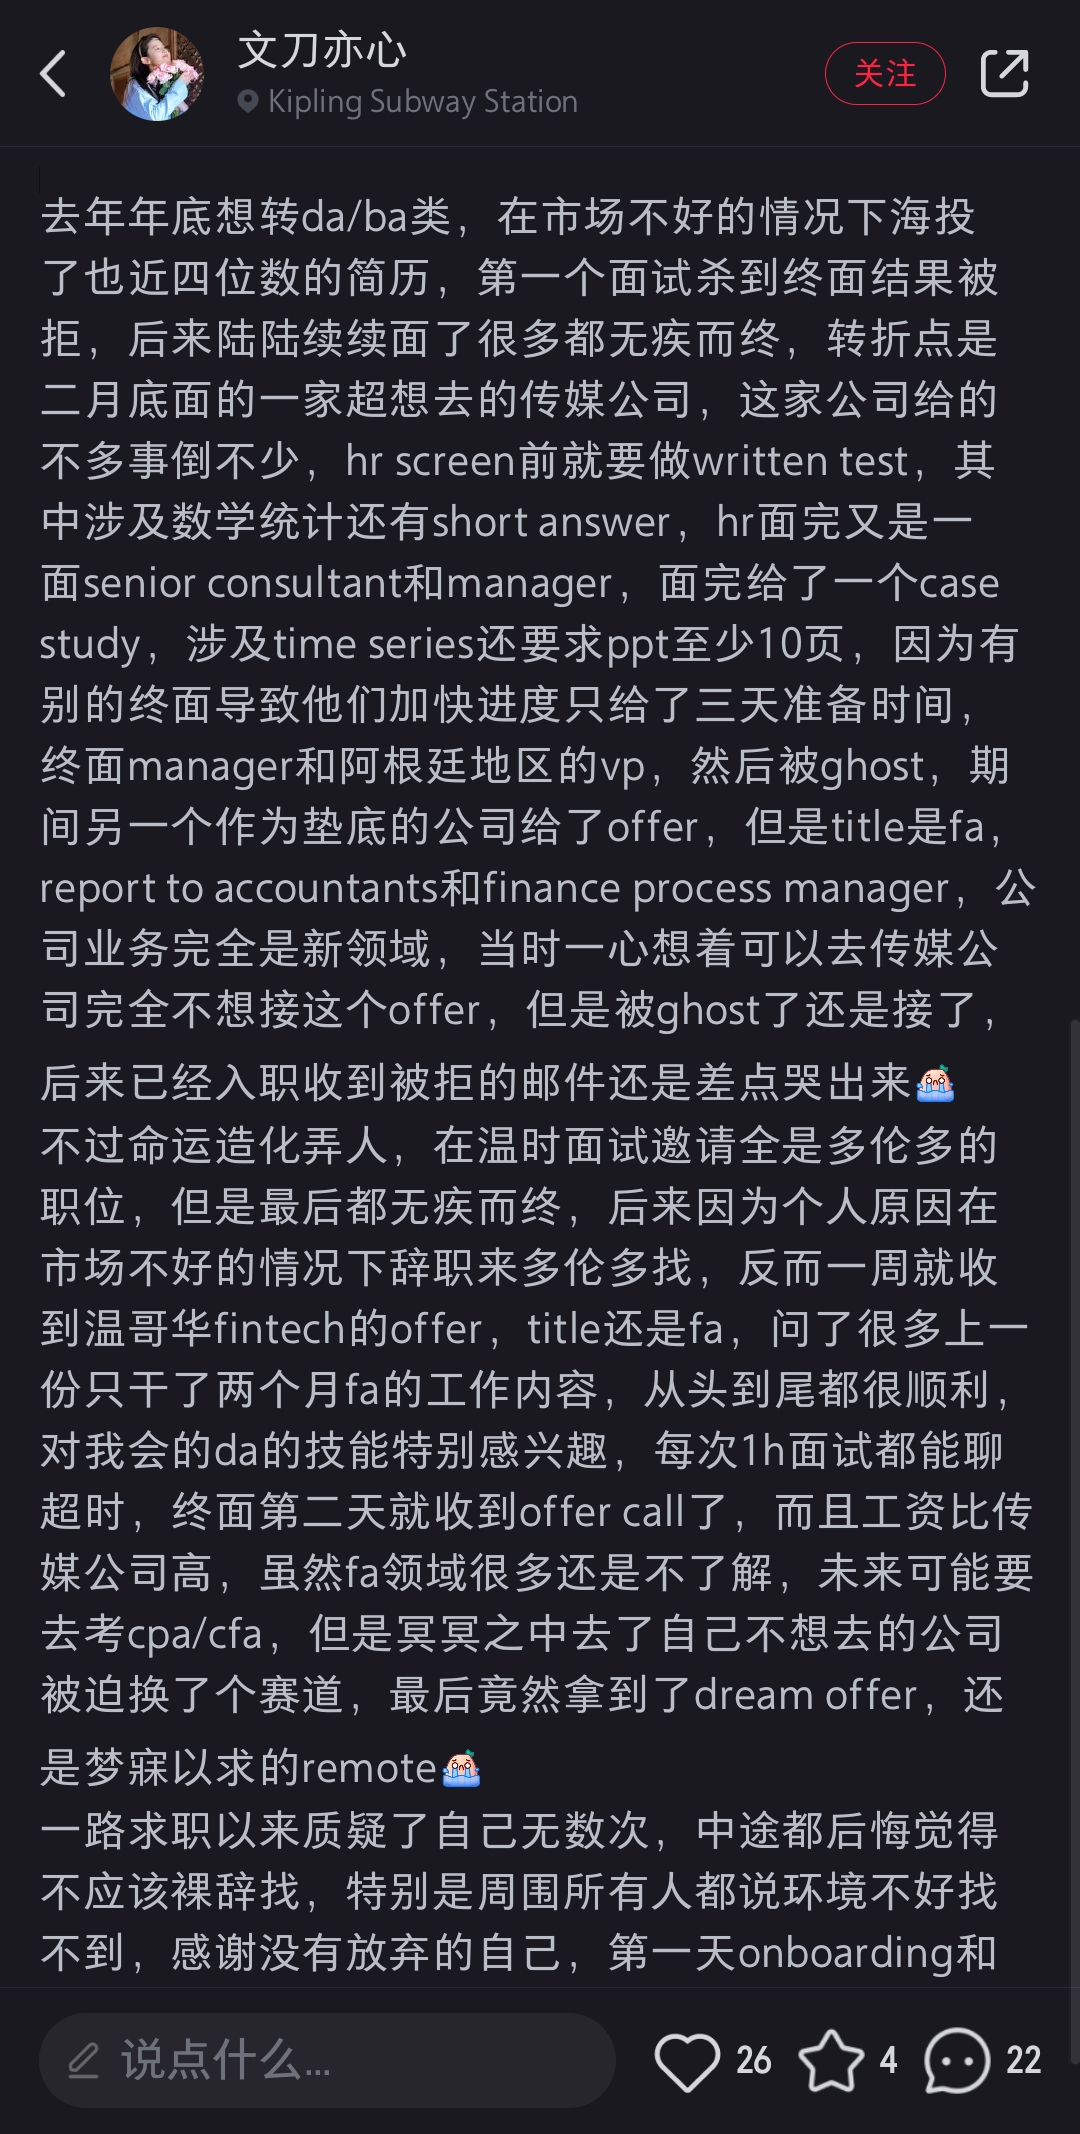 文刀亦心
Kipling Subway Station
关注
去年年底想转da/ba类，在市场不好的情况下海投
了也近四位数的简历，第一个面试杀到终面结果被
拒，后来陆陆续续面了很多都无疾而终，转折点是
二月底面的一家超想去的传媒公司，这家公司给的
不多事倒不少，hr screen前就要做written test，其
中涉及数学统计还有short answer，hr面完又是一
面senior consultant和manager，面完给了一个case
study，涉及time series还要求ppt至少10页，因为有
别的终面导致他们加快进度只给了三天准备时间，
终面manager和阿根廷地区的vp，然后被ghost，期
间另一个作为垫底的公司给了offer，但是title是fa，
report to accountants和finance process manager，公
司业务完全是新领域，当时一心想着可以去传媒公
司完全不想接这个offer，但是被ghost了还是接了，
后来已经入职收到被拒的邮件还是差点哭出来
不过命运造化弄人，在温时面试邀请全是多伦多的
职位，但是最后都无疾而终，后来因为个人原因在
市场不好的情况下辞职来多伦多找，反而一周就收
到温哥华fintech的offer，title还是fa，问了很多上一
份只干了两个月fa的工作内容，从头到尾都很顺利，
对我会的da的技能特别感兴趣，每次1h面试都能聊
超时，终面第二天就收到offer call了，而且工资比传
媒公司高，虽然fa领域很多还是不了解，未来可能要
去考cpa/cfa，但是冥冥之中去了自己不想去的公司
被迫换了个赛道，最后竟然拿到了dream offer，还
是梦寐以求的remote
一路求职以来质疑了自己无数次，中途都后悔觉得
不应该裸辞找，特别是周围所有人都说环境不好找
不到，感谢没有放弃的自己，第一天onboarding和
说点什么...
26
4
22